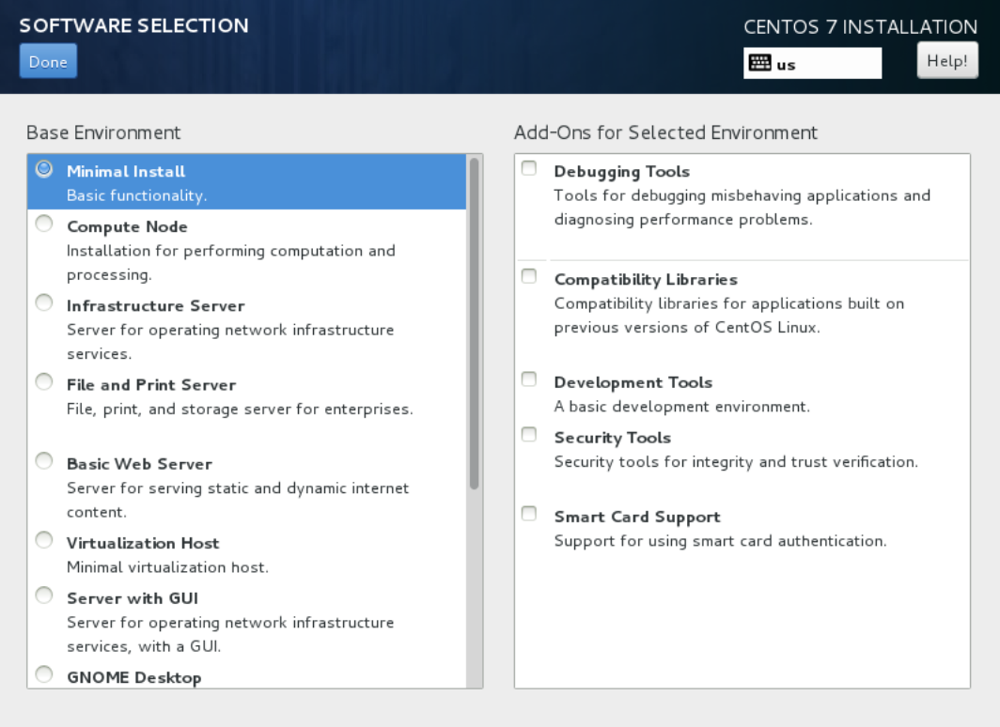 SOFTWARE SELECTION
CENTOS 7 INSTALLATION
Done
us
Help!
Base Environment
Minimal Install
Basic functionality.
Compute Node
Installation for performing computation and
processing.
Infrastructure Server
Server for operating network infrastructure
services.
File and Print Server
File, print, and storage server for enterprises.
Basic Web Server
Server for serving static and dynamic internet
content.
Virtualization Host
Minimal virtualization host.
Server with GUI
Server for operating network infrastructure
services, with a GUI.
GNOME Desktop
Add-Ons for Selected Environment
Debugging Tools
Tools for debugging misbehaving applications and
diagnosing performance problems.
Compatibility Libraries
Compatibility libraries for applications built on
previous versions of CentOS Linux.
Development Tools
A basic development environment.
Security Tools
Security tools for integrity and trust verification.
Smart Card Support
Support for using smart card authentication.